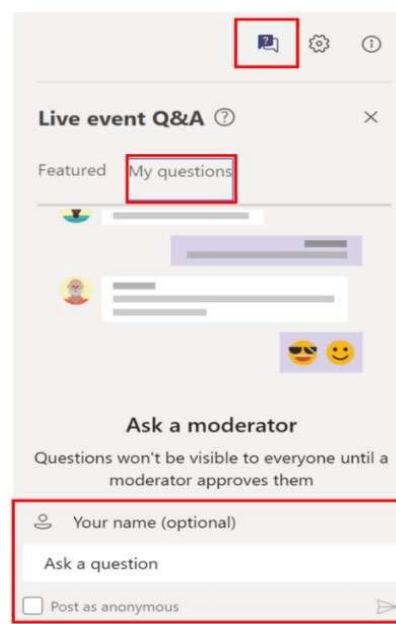 Live event Q&A
Featured My questions
Ask a moderator
Questions won't be visible to everyone until a
moderator approves them
Your name (optional)
Ask a question
Post as anonymous